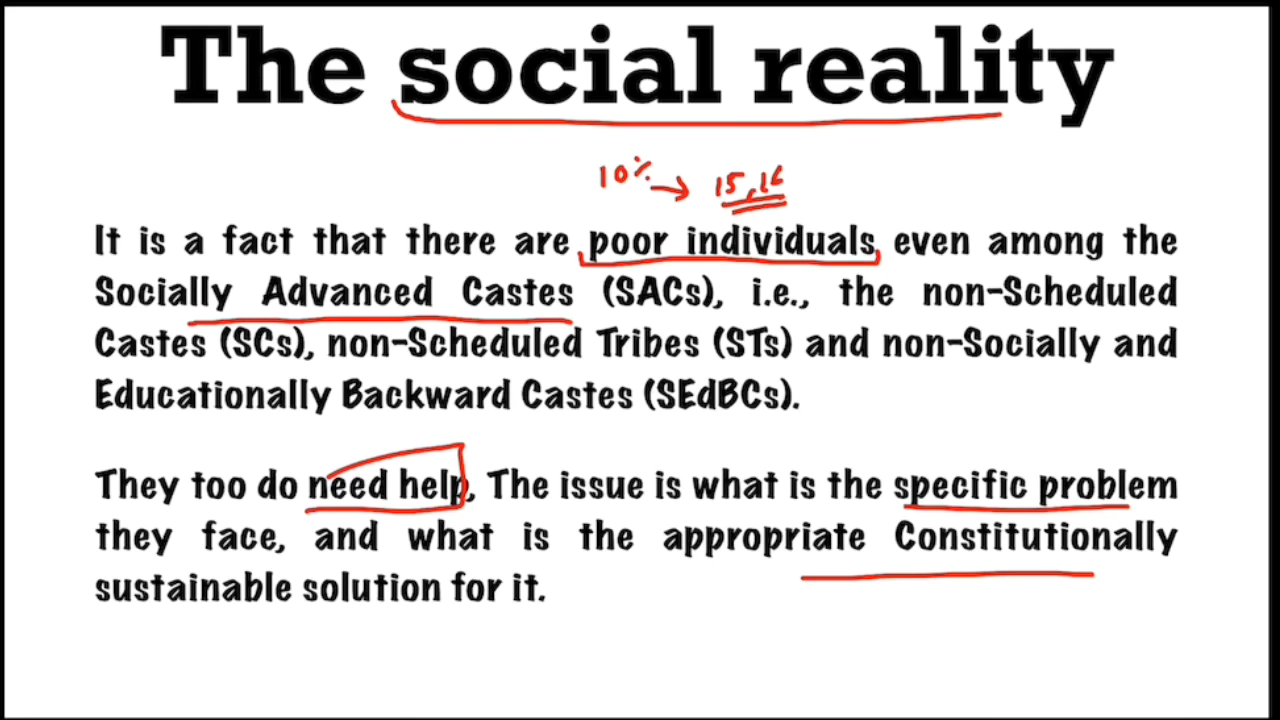 The social reality
10% → 15, 16
It is a fact that there are poor individuals even among the
Socially Advanced Castes (SACs), i.e., the non-Scheduled
Castes (SCs), non-Scheduled Tribes (STs) and non-Socially and
Educationally Backward Castes (SEdBCs).
They too do need help. The issue is what is the specific problem
they face, and what is the appropriate Constitutionally
sustainable solution for it.